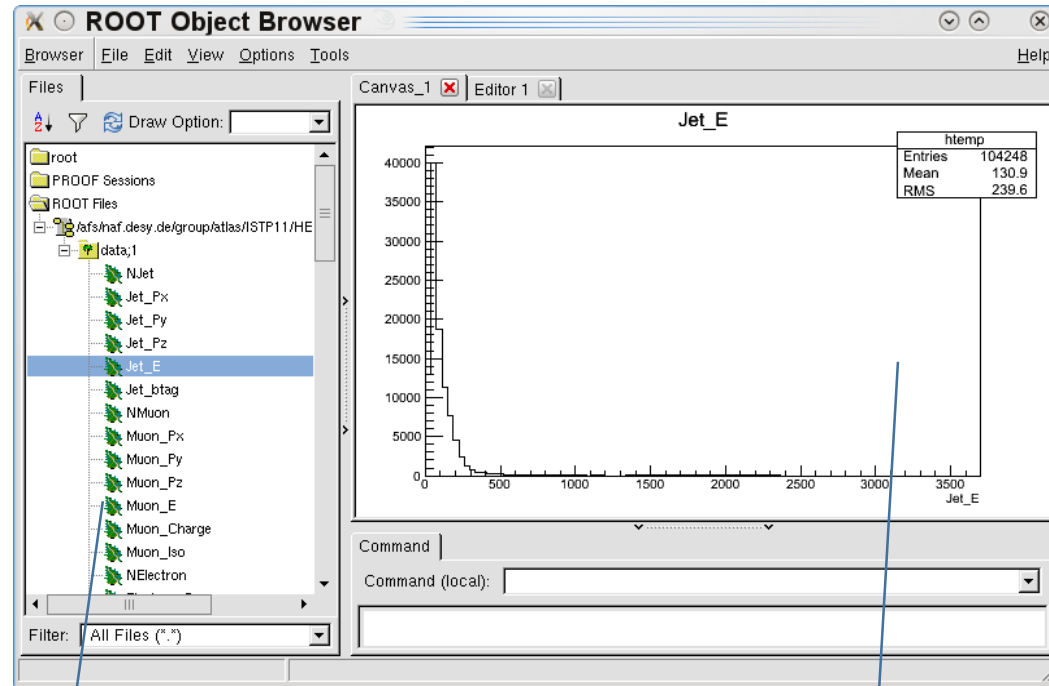 ROOT Object Browser
Browser File Edit View Options Tools Help
Files
Draw Option:
root
PROOF Sessions
ROOT Files
/afs/naf.desy.de/group/atlas/ISTP11/HE
data;1
NJet
Jet_Px
Jet_Py
Jet_Pz
Jet_E
Jet_btag
NMuon
Muon_Px
Muon_Py
Muon_Pz
Muon_E
Muon_Charge
Muon_Iso
NElectron
Filter: All Files (*.*)
Canvas_1 Editor 1
Jet_E
htemp
Entries 104248
Mean 130.9
RMS 239.6
40000
35000
30000
25000
20000
15000
10000
5000
0
0 500 1000 1500 2000 2500 3000 3500
Jet_E
Command
Command (local):